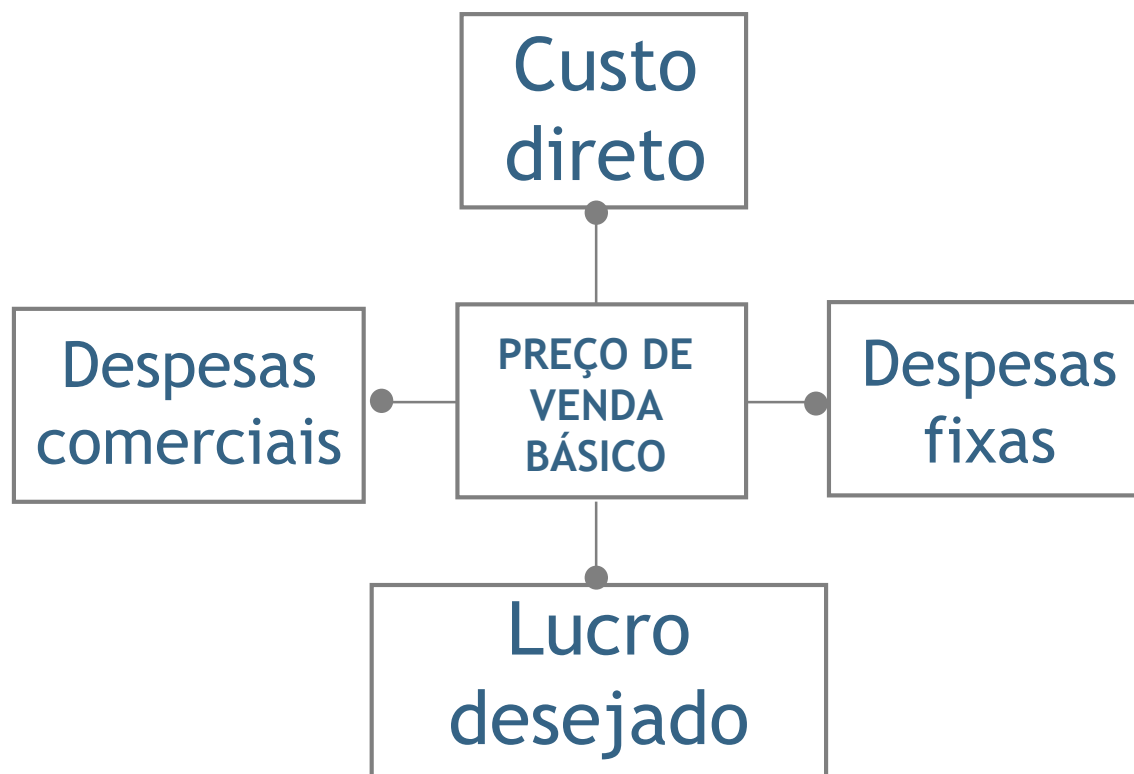 Custo
direto
Despesas
comerciais
PREÇO DE
VENDA
BÁSICO
Despesas
fixas
Lucro
desejado